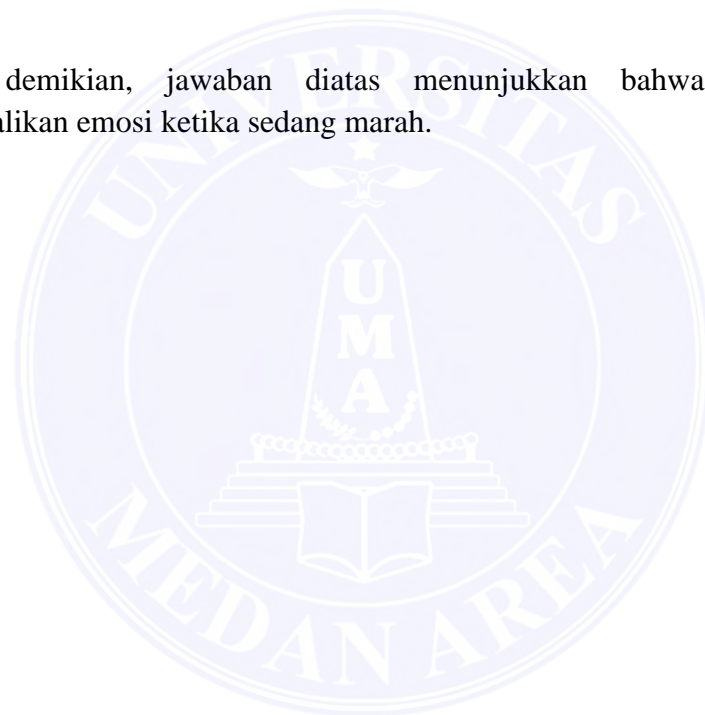 demikian, jawaban diatas menunjukkan bahwa
alikan emosi ketika sedang marah.
UNIVERSITAS
UMA
MEDAN AREA